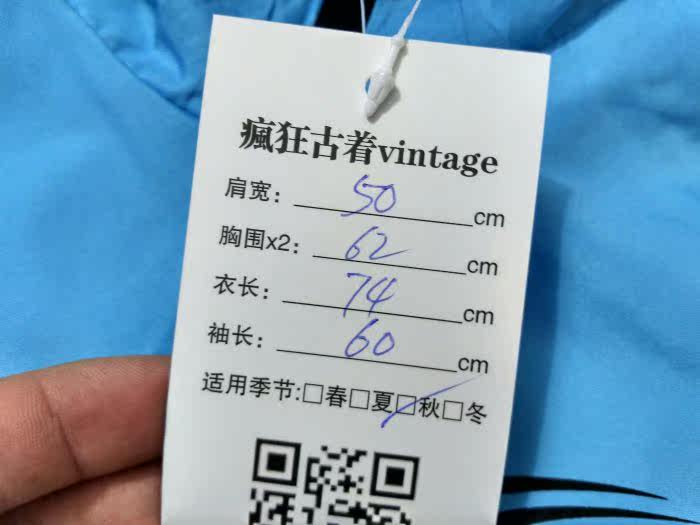 瘋狂古着vintage
肩宽：50cm
胸围x2：62cm
衣长：74cm
袖长：60cm
适用季节:□春□夏☑秋□冬